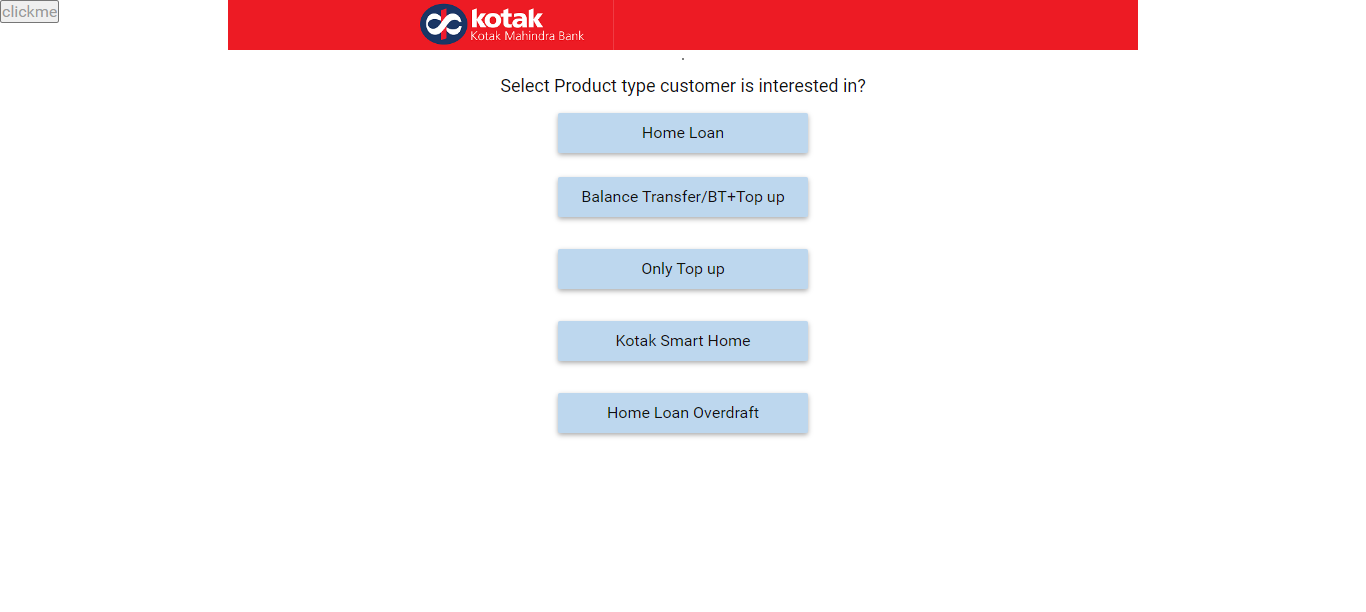 clickme
kotak
Kotak Mahindra Bank
.
Select Product type customer is interested in?
Home Loan
Balance Transfer/BT+Top up
Only Top up
Kotak Smart Home
Home Loan Overdraft